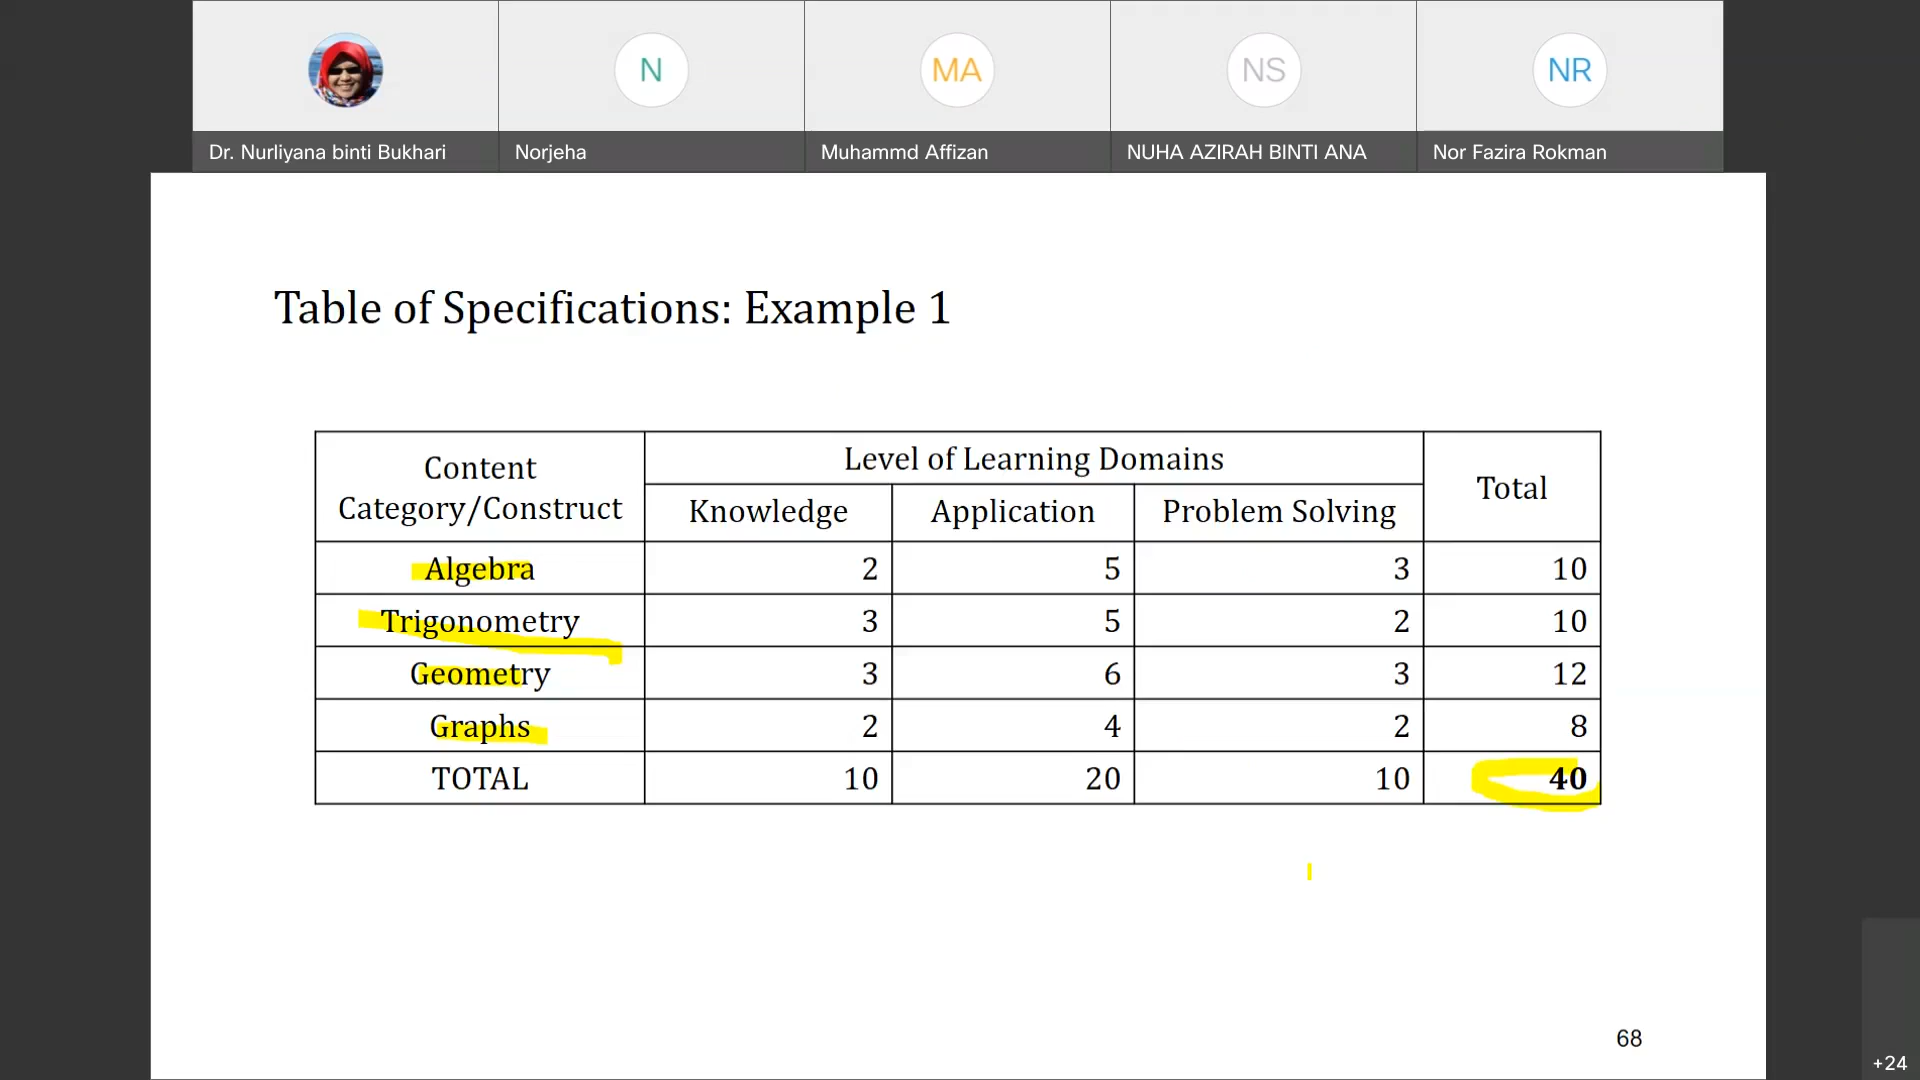 N
MA
NS
NR
Dr. Nurliyana binti Bukhari
Norjeha
Muhammd Affizan
NUHA AZIRAH BINTI ANA
Nor Fazira Rokman
Table of Specifications: Example 1
Content Category/Construct
Level of Learning Domains
Total
Knowledge Application Problem Solving
Algebra 2 5 3 10
Trigonometry 3 5 2 10
Geometry 3 6 3 12
Graphs 2 4 2 8
TOTAL 10 20 10 40
68
+24